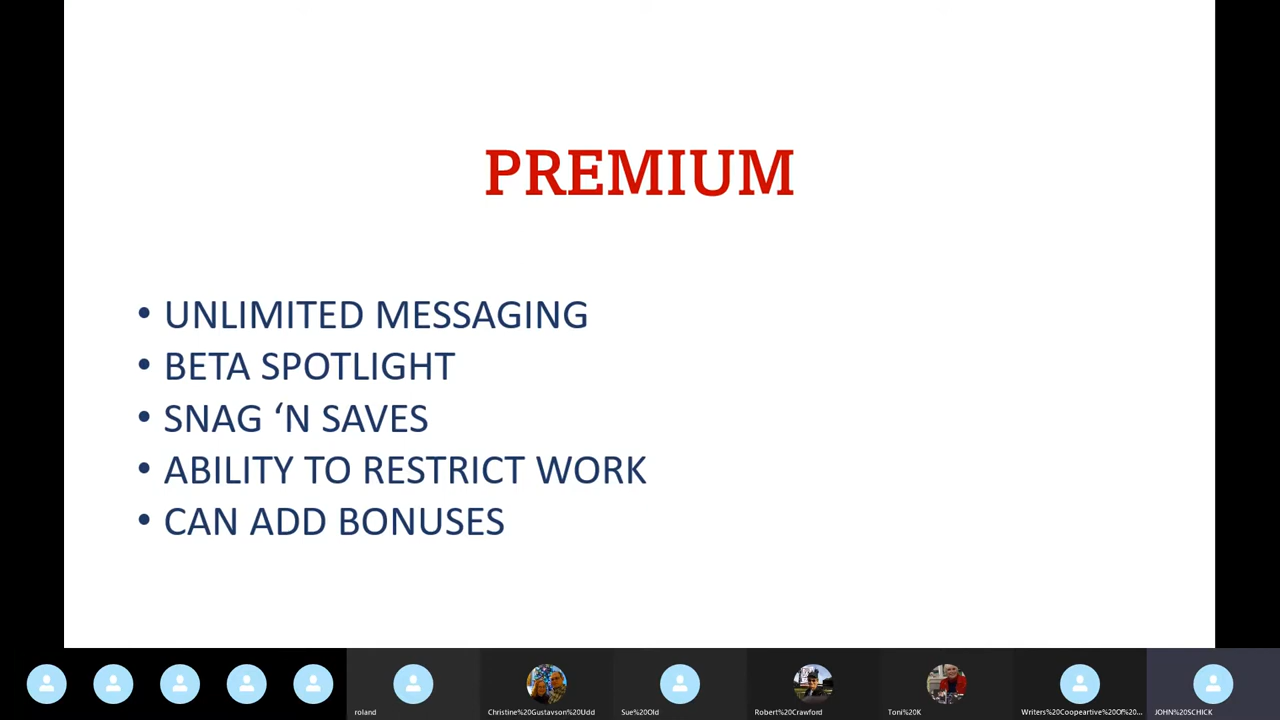 PREMIUM
• UNLIMITED MESSAGING
• BETA SPOTLIGHT
• SNAG ‘N SAVES
• ABILITY TO RESTRICT WORK
• CAN ADD BONUSES
roland
Christine%20Gustavson%20Udd
Sue%20Old
Robert%20Crawford
Toni%20K
Writers%20Coopeartive%20Of%20...
JOHN%20SCHICK